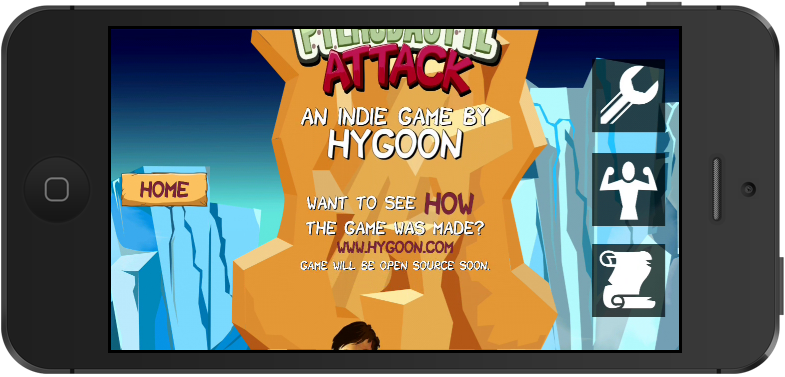 PTERODACTYL
ATTACK
AN INDIE GAME BY
HYGOON
HOME
WANT TO SEE HOW
THE GAME WAS MADE?
WWW.HYGOON.COM
GAME WILL BE OPEN SOURCE SOON.